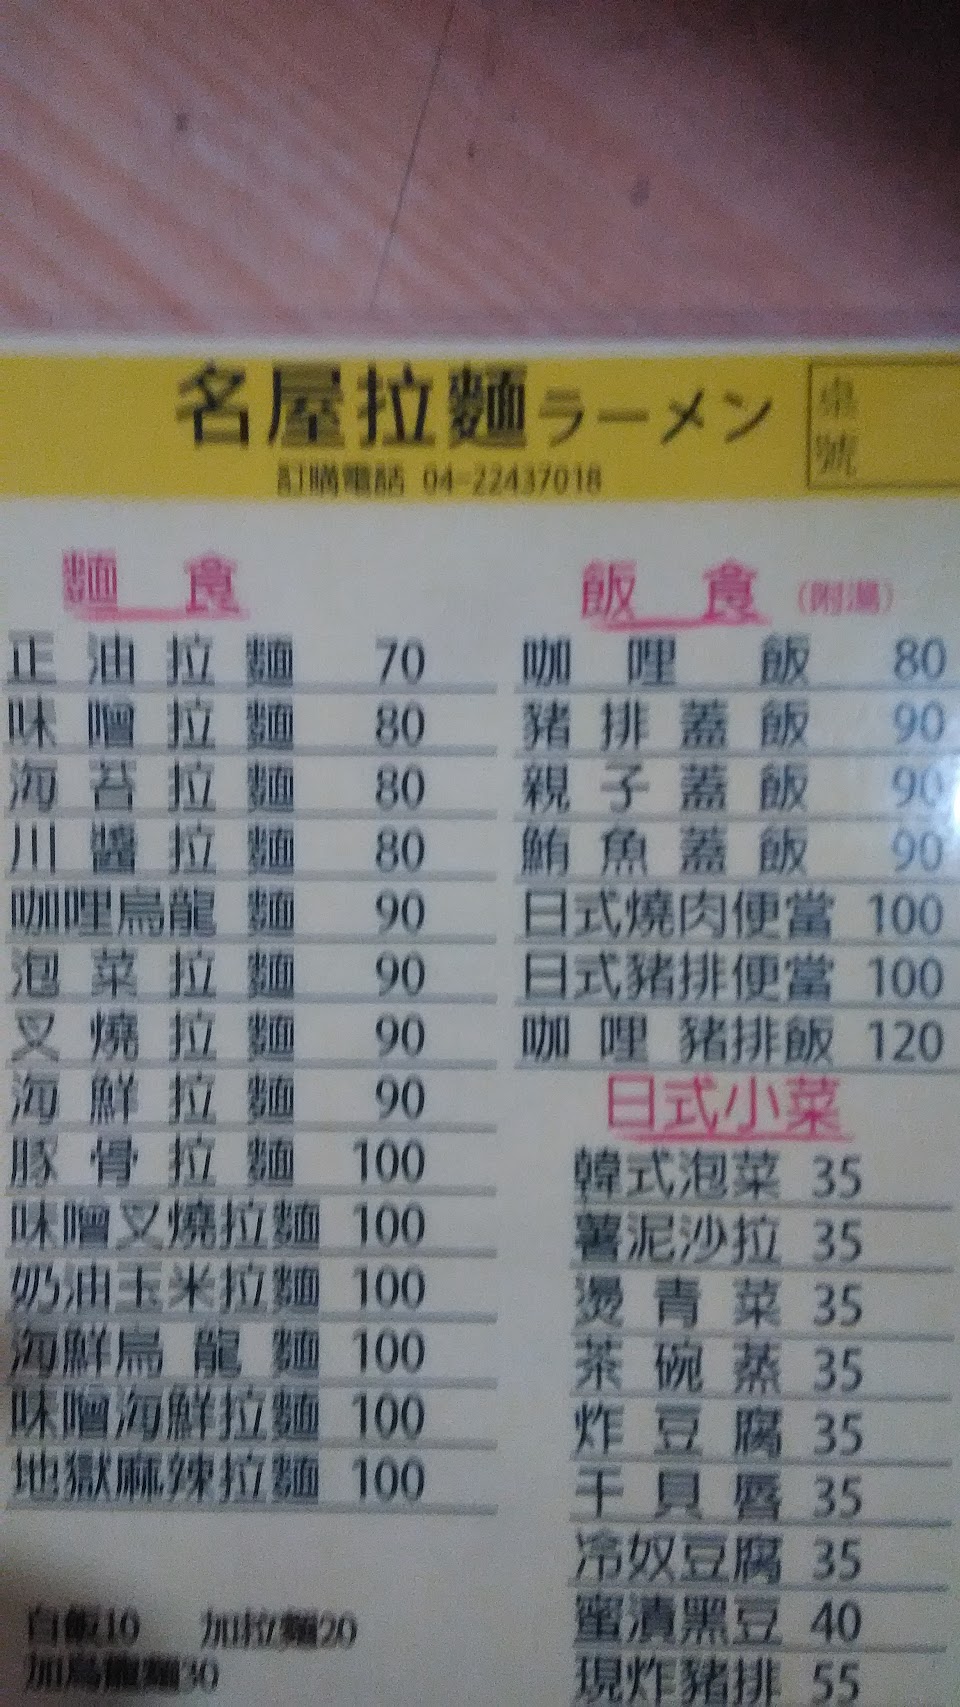 名屋拉麵ラーメン
桌號
訂購電話 04-22437018
麵食
正油拉麵 70
味噌拉麵 80
海苔拉麵 80
川醬拉麵 80
咖哩烏龍麵 90
泡菜拉麵 90
叉燒拉麵 90
海鮮拉麵 90
豚骨拉麵 100
味噌叉燒拉麵 100
奶油玉米拉麵 100
海鮮烏龍麵 100
味噌海鮮拉麵 100
地獄麻辣拉麵 100
白飯10 加拉麵20
加烏龍麵30
飯食 (附湯)
咖哩飯 80
豬排蓋飯 90
親子蓋飯 90
鮪魚蓋飯 90
日式燒肉便當 100
日式豬排便當 100
咖哩豬排飯 120
日式小菜
韓式泡菜 35
薯泥沙拉 35
燙青菜 35
茶碗蒸 35
炸豆腐 35
干貝唇 35
冷奴豆腐 35
蜜漬黑豆 40
現炸豬排 55